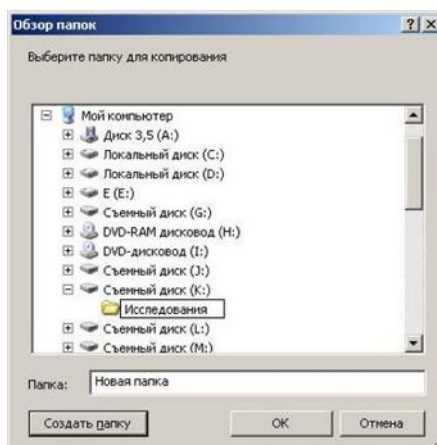 Обзор папок
Выберите папку для копирования
Мой компьютер
Диск 3,5 (A:)
Локальный диск (C:)
Локальный диск (D:)
E (E:)
Съемный диск (G:)
DVD-RAM дисковод (H:)
DVD-дисковод (I:)
Съемный диск (J:)
Съемный диск (K:)
Исследования
Съемный диск (L:)
Съемный диск (M:)
Папка: Новая папка
Создать папку ОК Отмена